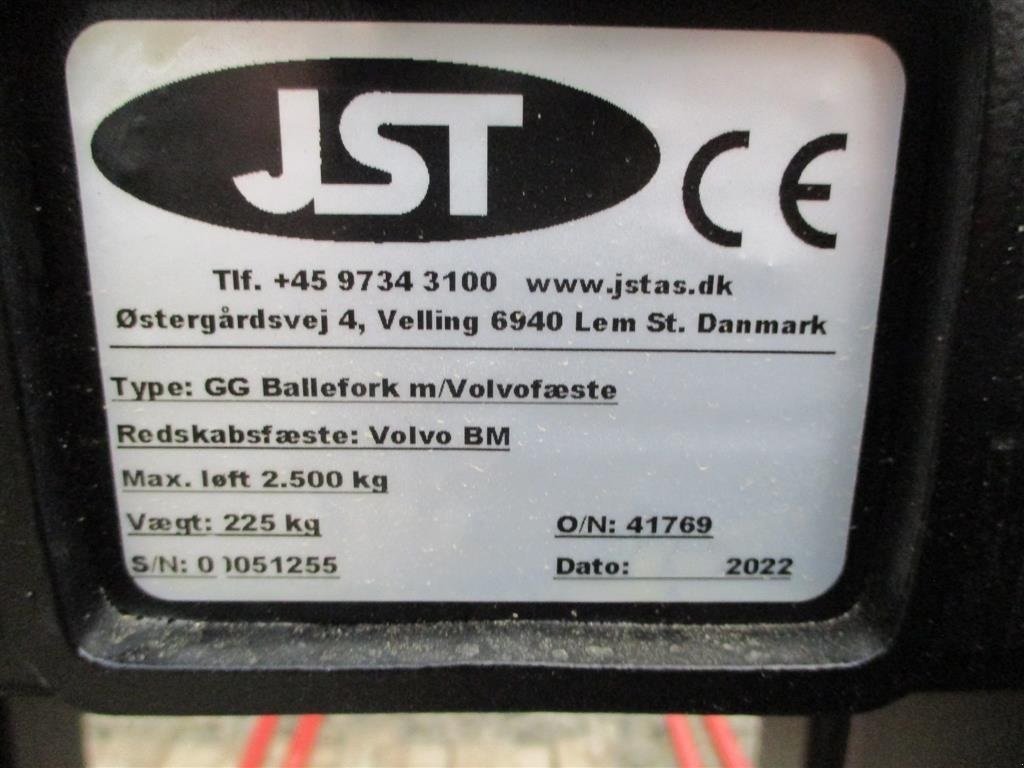 JST CE
Tlf. +45 9734 3100 www.jstas.dk
Østergårdsvej 4, Velling 6940 Lem St. Danmark
Type: GG Ballefork m/Volvofæste
Redskabsfæste: Volvo BM
Max. løft 2.500 kg
Vægt: 225 kg O/N: 41769
S/N: 00051255 Dato: 2022